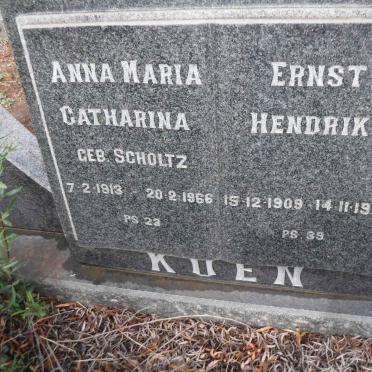 ANNA MARIA
CATHARINA
GEB SCHOLTZ
7·2·1913 - 20·2·1966
PS 23
ERNST
HENDRIK
15·12·1909 - 14·11·19
PS 39
KOEN